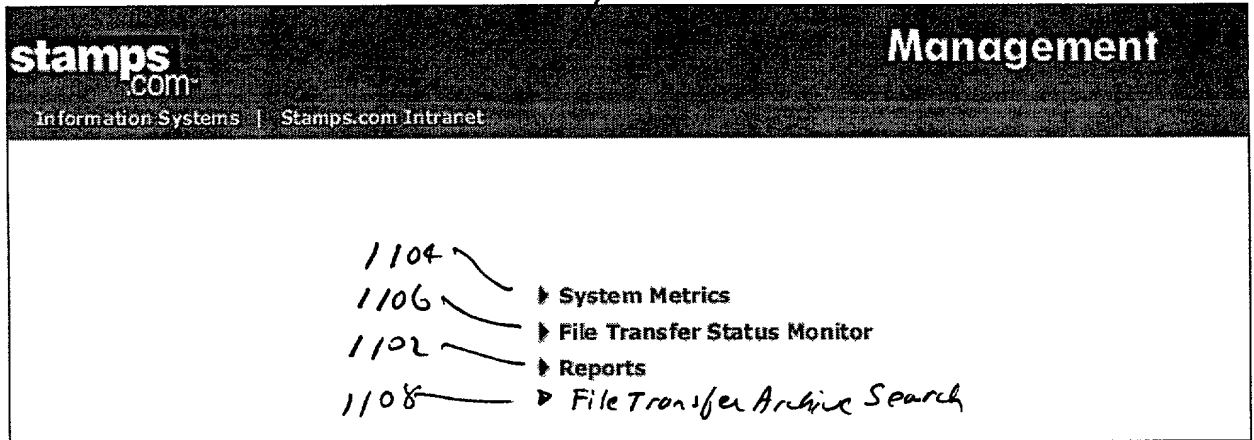 stamps
.com™
Management
Information Systems | Stamps.com Intranet
1104
System Metrics
1106
File Transfer Status Monitor
1102
Reports
1108
File Transfer Archive Search